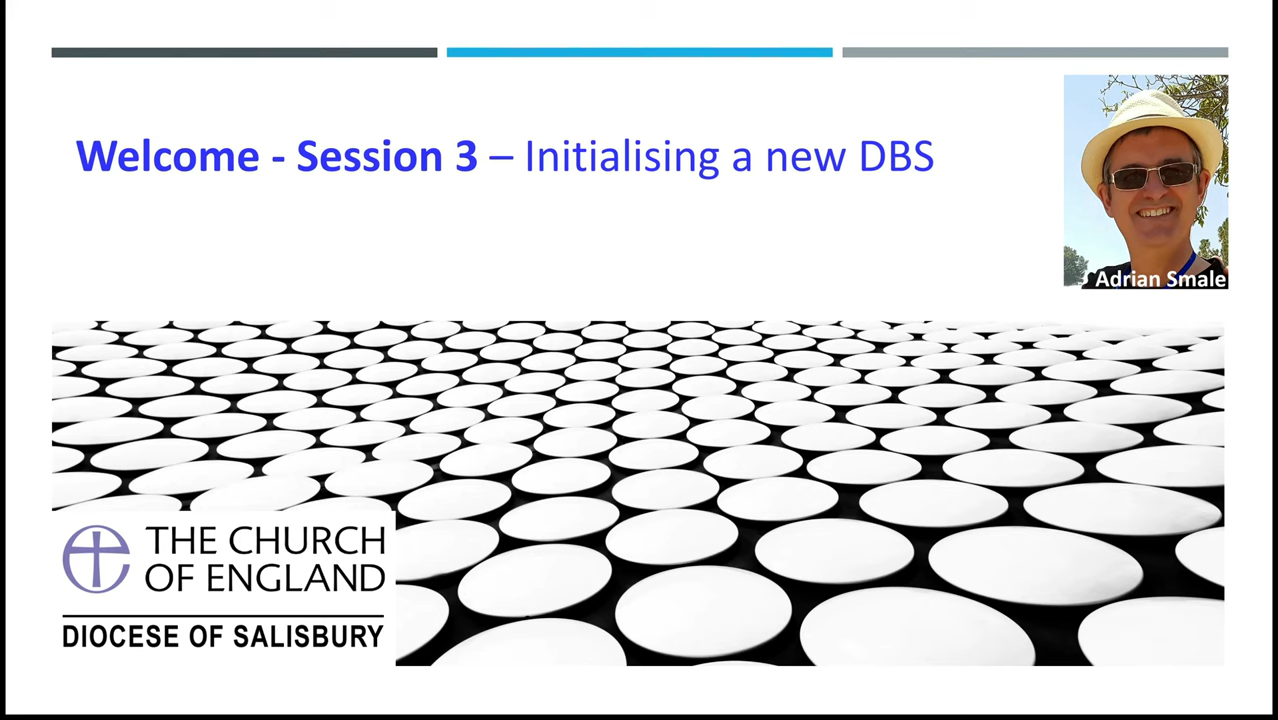 Welcome - Session 3 – Initialising a new DBS
Adrian Smale
THE CHURCH
OF ENGLAND
DIOCESE OF SALISBURY